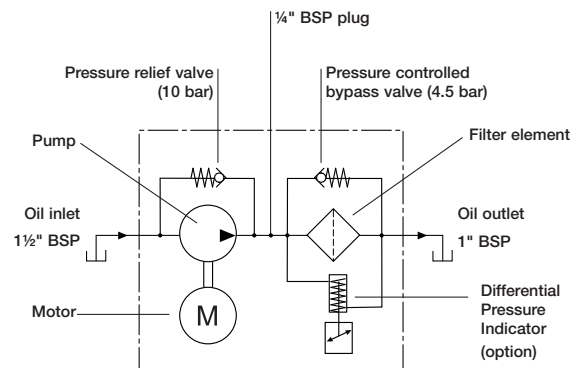 ¼" BSP plug
Pressure relief valve
(10 bar)
Pressure controlled
bypass valve (4.5 bar)
Pump
Filter element
Oil inlet
1½" BSP
Oil outlet
1" BSP
Motor
M
Differential
Pressure
Indicator
(option)